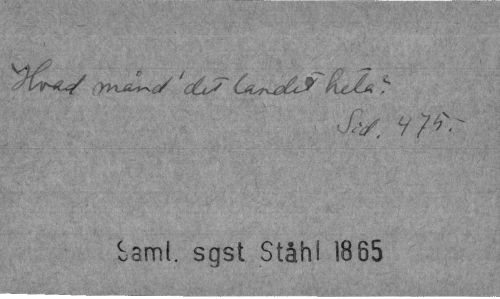 Hvad månd' det landet heta?
Sid. 475.-
Saml. sgst Ståhl 1865